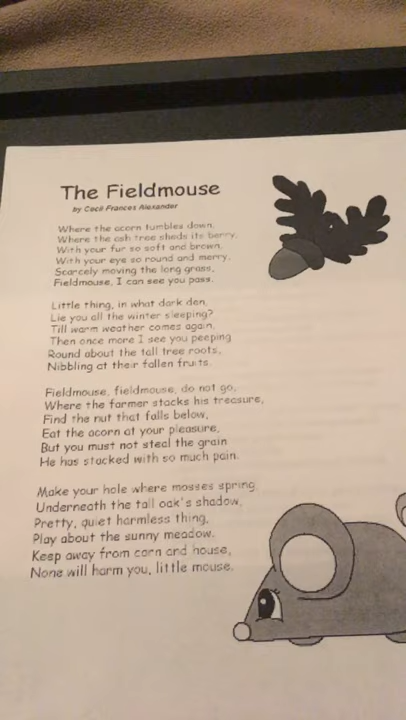 The Fieldmouse
by Cecil Frances Alexander
Where the acorn tumbles down,
Where the ash tree sheds its berry,
With your fur so soft and brown,
With your eye so round and merry,
Scarcely moving the long grass,
Fieldmouse, I can see you pass.
Little thing, in what dark den,
Lie you all the winter sleeping?
Till warm weather comes again,
Then once more I see you peeping
Round about the tall tree roots,
Nibbling at their fallen fruits.
Fieldmouse, fieldmouse, do not go,
Where the farmer stacks his treasure,
Find the nut that falls below,
Eat the acorn at your pleasure,
But you must not steal the grain
He has stacked with so much pain.
Make your hole where mosses spring,
Underneath the tall oak's shadow,
Pretty, quiet harmless thing,
Play about the sunny meadow.
Keep away from corn and house,
None will harm you, little mouse.